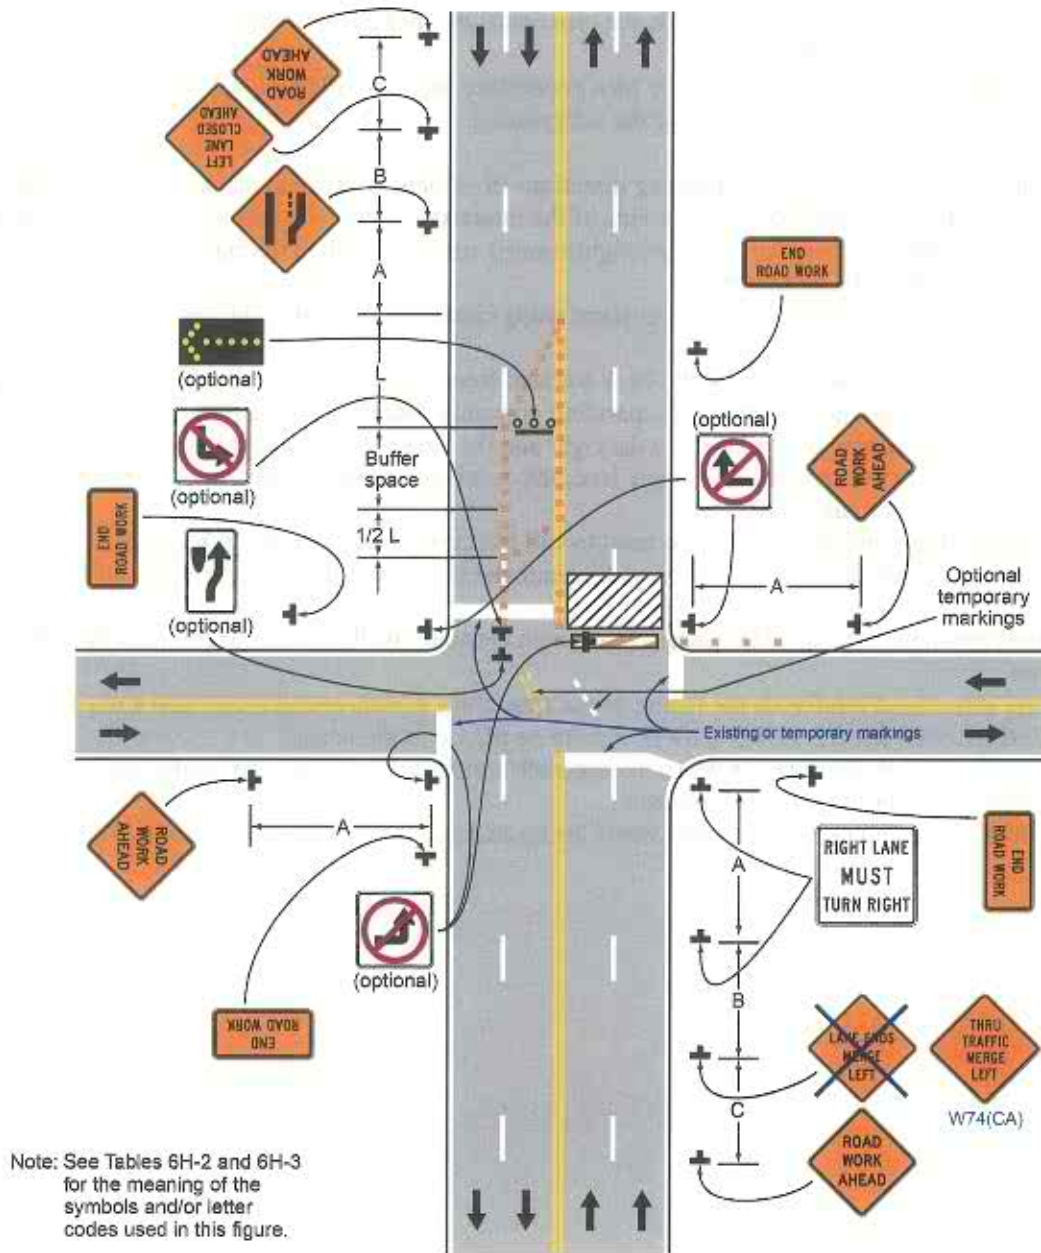 ROAD
WORK
AHEAD
LEFT
LANE
CLOSED
AHEAD
C
B
A
L
(optional)
(optional)
Buffer
space
1/2 L
END
ROAD WORK
(optional)
END
ROAD WORK
(optional)
ROAD
WORK
AHEAD
A
Optional
temporary
markings
Existing or temporary markings
ROAD
WORK
AHEAD
A
(optional)
END
ROAD WORK
A
B
C
RIGHT LANE
MUST
TURN RIGHT
END
ROAD WORK
LANE ENDS
MERGE
LEFT
THRU
TRAFFIC
MERGE
LEFT
W74(CA)
ROAD
WORK
AHEAD
Note: See Tables 6H-2 and 6H-3
for the meaning of the
symbols and/or letter
codes used in this figure.